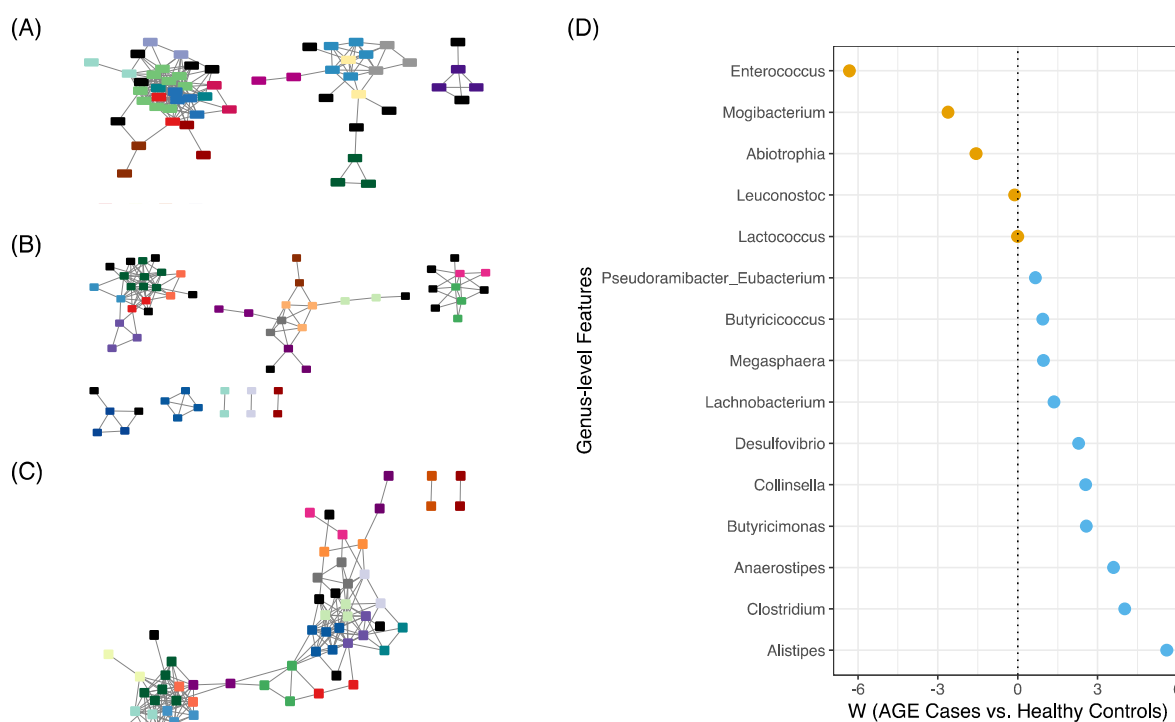 (A)
(B)
(C)
(D)
Genus-level Features
Enterococcus
Mogibacterium
Abiotrophia
Leuconostoc
Lactococcus
Pseudoramibacter_Eubacterium
Butyricicoccus
Megasphaera
Lachnobacterium
Desulfovibrio
Collinsella
Butyricimonas
Anaerostipes
Clostridium
Alistipes
-6 -3 0 3 6
W (AGE Cases vs. Healthy Controls)